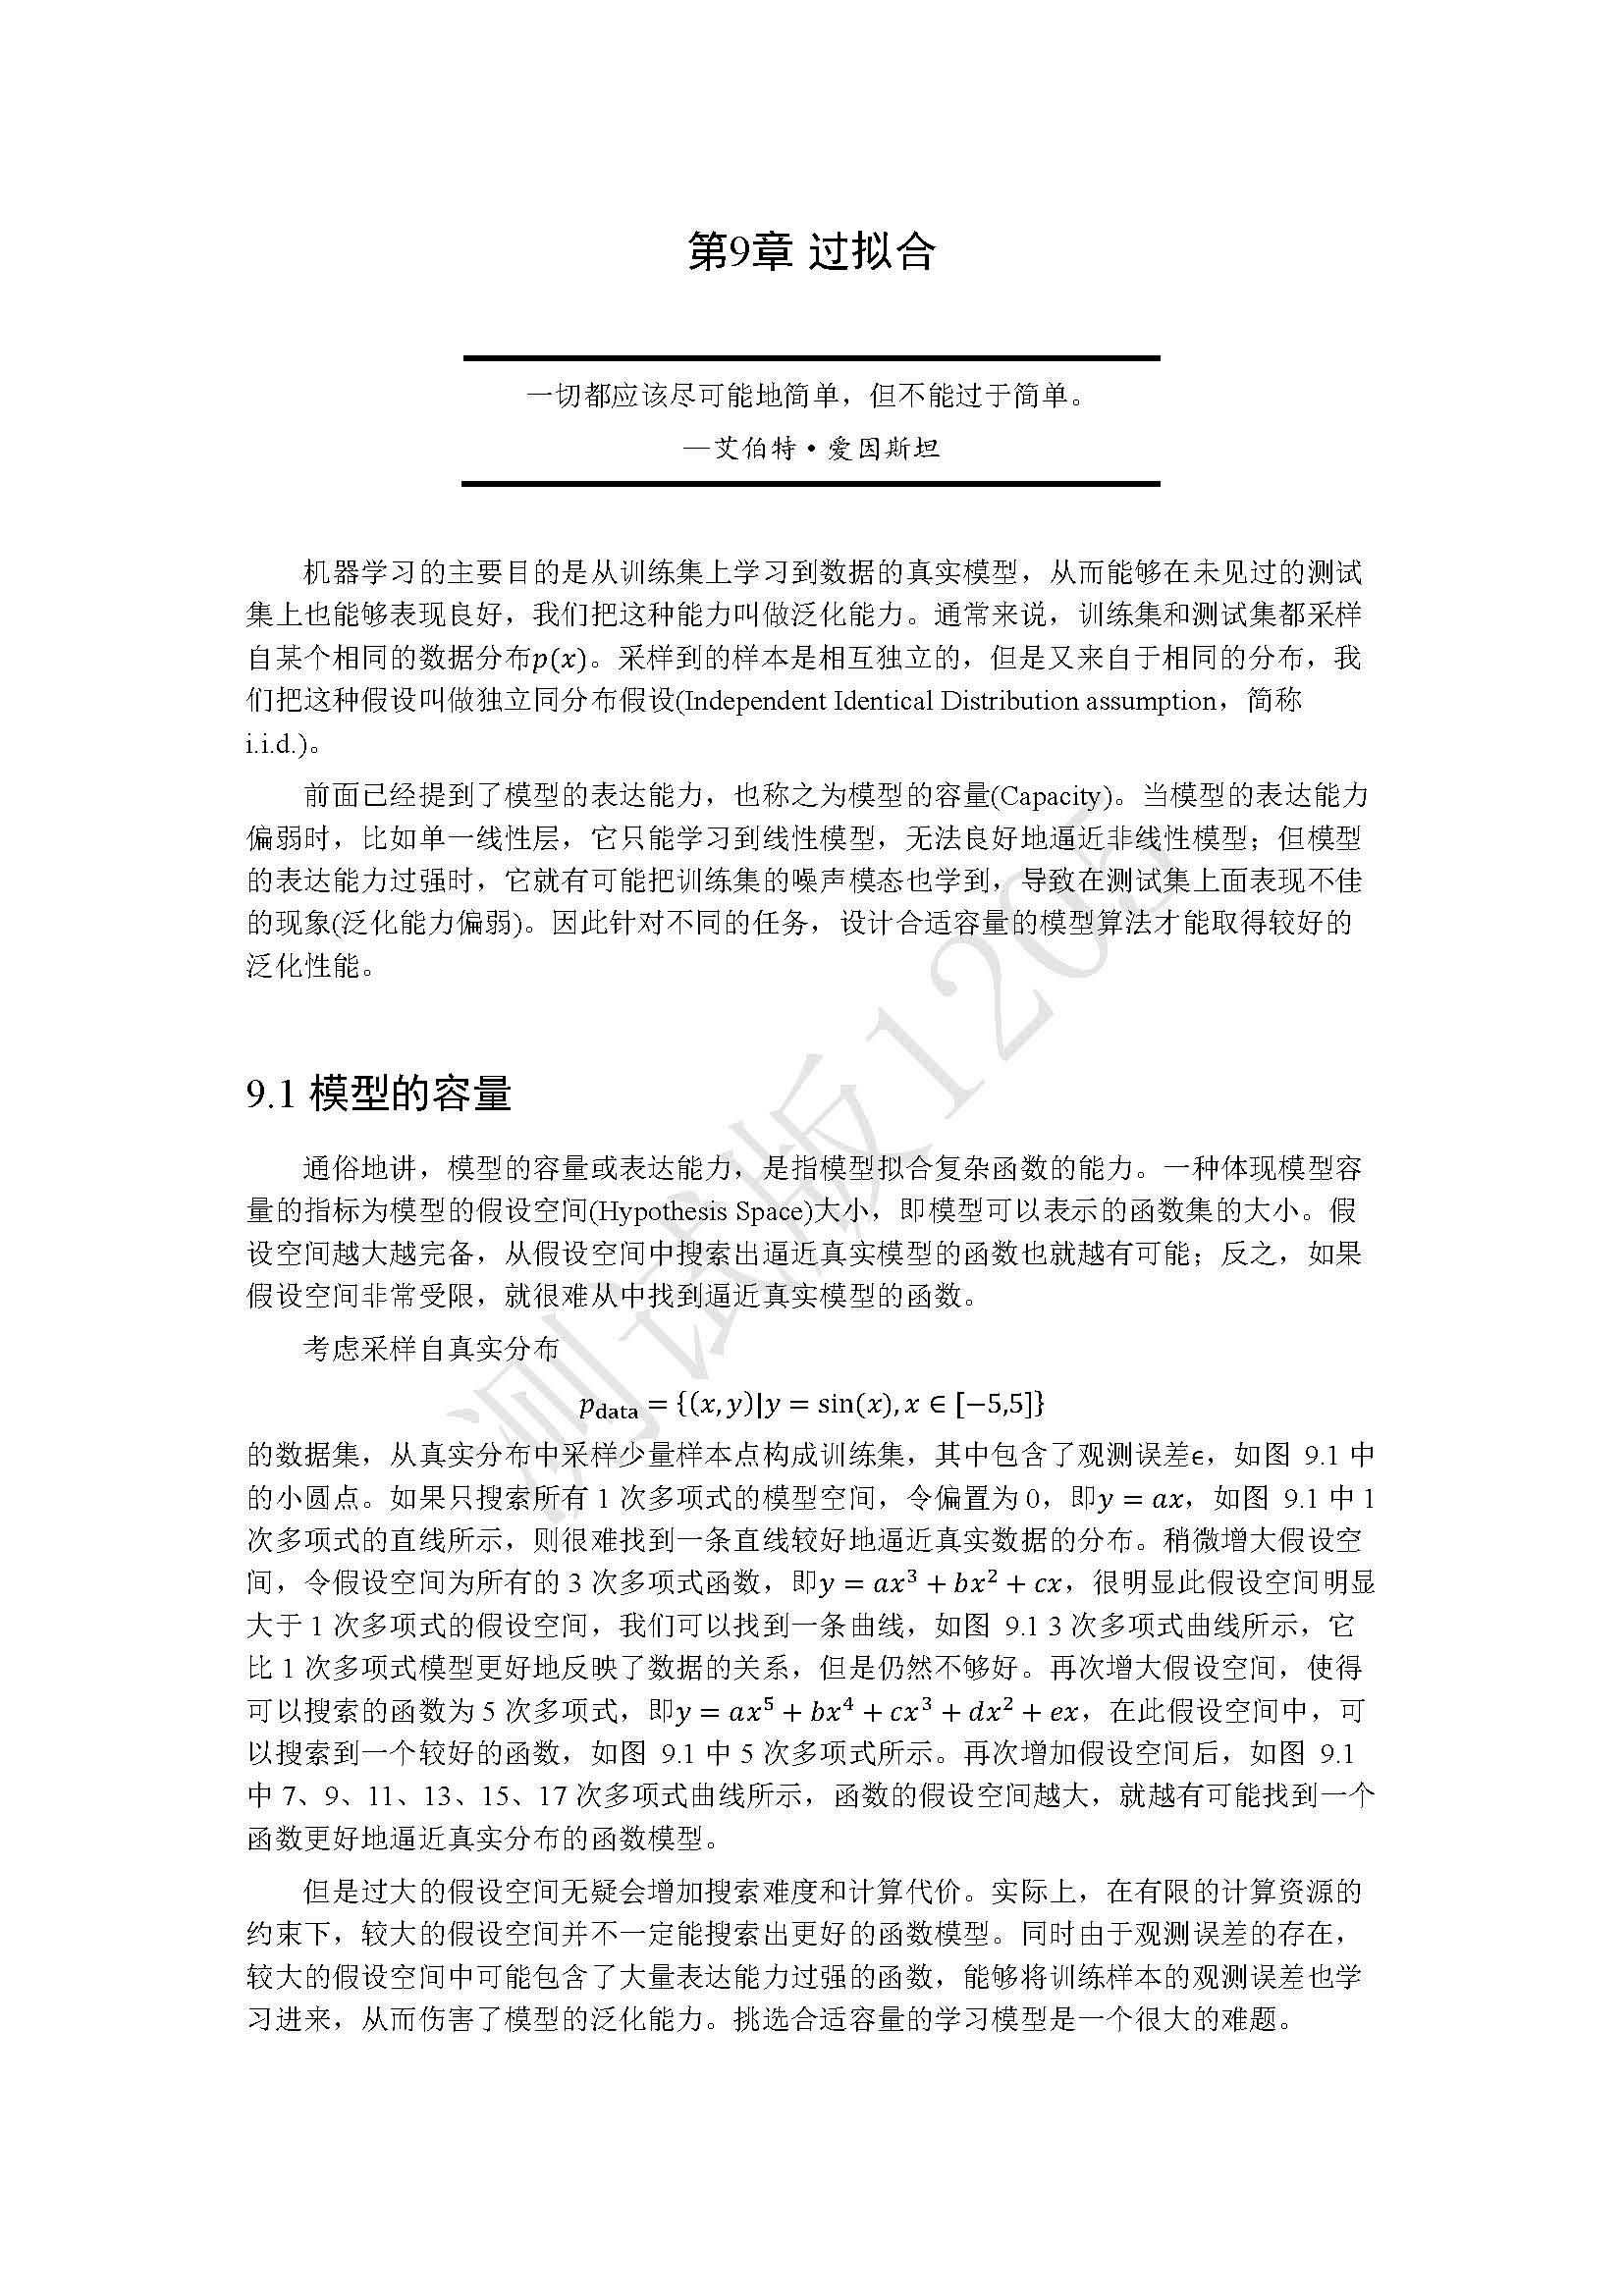 第9章 过拟合
一切都应该尽可能地简单，但不能过于简单。
—艾伯特•爱因斯坦
机器学习的主要目的是从训练集上学习到数据的真实模型，从而能够在未见过的测试
集上也能够表现良好，我们把这种能力叫做泛化能力。通常来说，训练集和测试集都采样
自某个相同的数据分布p(x)。采样到的样本是相互独立的，但是又来自于相同的分布，我
们把这种假设叫做独立同分布假设(Independent Identical Distribution assumption，简称
i.i.d.)。
前面已经提到了模型的表达能力，也称之为模型的容量(Capacity)。当模型的表达能力
偏弱时，比如单一线性层，它只能学习到线性模型，无法良好地逼近非线性模型；但模型
的表达能力过强时，它就有可能把训练集的噪声模态也学到，导致在测试集上面表现不佳
的现象(泛化能力偏弱)。因此针对不同的任务，设计合适容量的模型算法才能取得较好的
泛化性能。
9.1 模型的容量
通俗地讲，模型的容量或表达能力，是指模型拟合复杂函数的能力。一种体现模型容
量的指标为模型的假设空间(Hypothesis Space)大小，即模型可以表示的函数集的大小。假
设空间越大越完备，从假设空间中搜索出逼近真实模型的函数也就越有可能；反之，如果
假设空间非常受限，就很难从中找到逼近真实模型的函数。
考虑采样自真实分布
p_data = {(x, y)|y = sin(x), x ∈ [−5,5]}
的数据集，从真实分布中采样少量样本点构成训练集，其中包含了观测误差ϵ，如图 9.1 中
的小圆点。如果只搜索所有 1 次多项式的模型空间，令偏置为 0，即y = ax，如图 9.1 中 1
次多项式的直线所示，则很难找到一条直线较好地逼近真实数据的分布。稍微增大假设空
间，令假设空间为所有的 3 次多项式函数，即y = ax³ + bx² + cx，很明显此假设空间明显
大于 1 次多项式的假设空间，我们可以找到一条曲线，如图 9.1 3 次多项式曲线所示，它
比 1 次多项式模型更好地反映了数据的关系，但是仍然不够好。再次增大假设空间，使得
可以搜索的函数为 5 次多项式，即y = ax⁵ + bx⁴ + cx³ + dx² + ex，在此假设空间中，可
以搜索到一个较好的函数，如图 9.1 中 5 次多项式所示。再次增加假设空间后，如图 9.1
中 7、9、11、13、15、17 次多项式曲线所示，函数的假设空间越大，就越有可能找到一个
函数更好地逼近真实分布的函数模型。
但是过大的假设空间无疑会增加搜索难度和计算代价。实际上，在有限的计算资源的
约束下，较大的假设空间并不一定能搜索出更好的函数模型。同时由于观测误差的存在，
较大的假设空间中可能包含了大量表达能力过强的函数，能够将训练样本的观测误差也学
习进来，从而伤害了模型的泛化能力。挑选合适容量的学习模型是一个很大的难题。
测试版1205